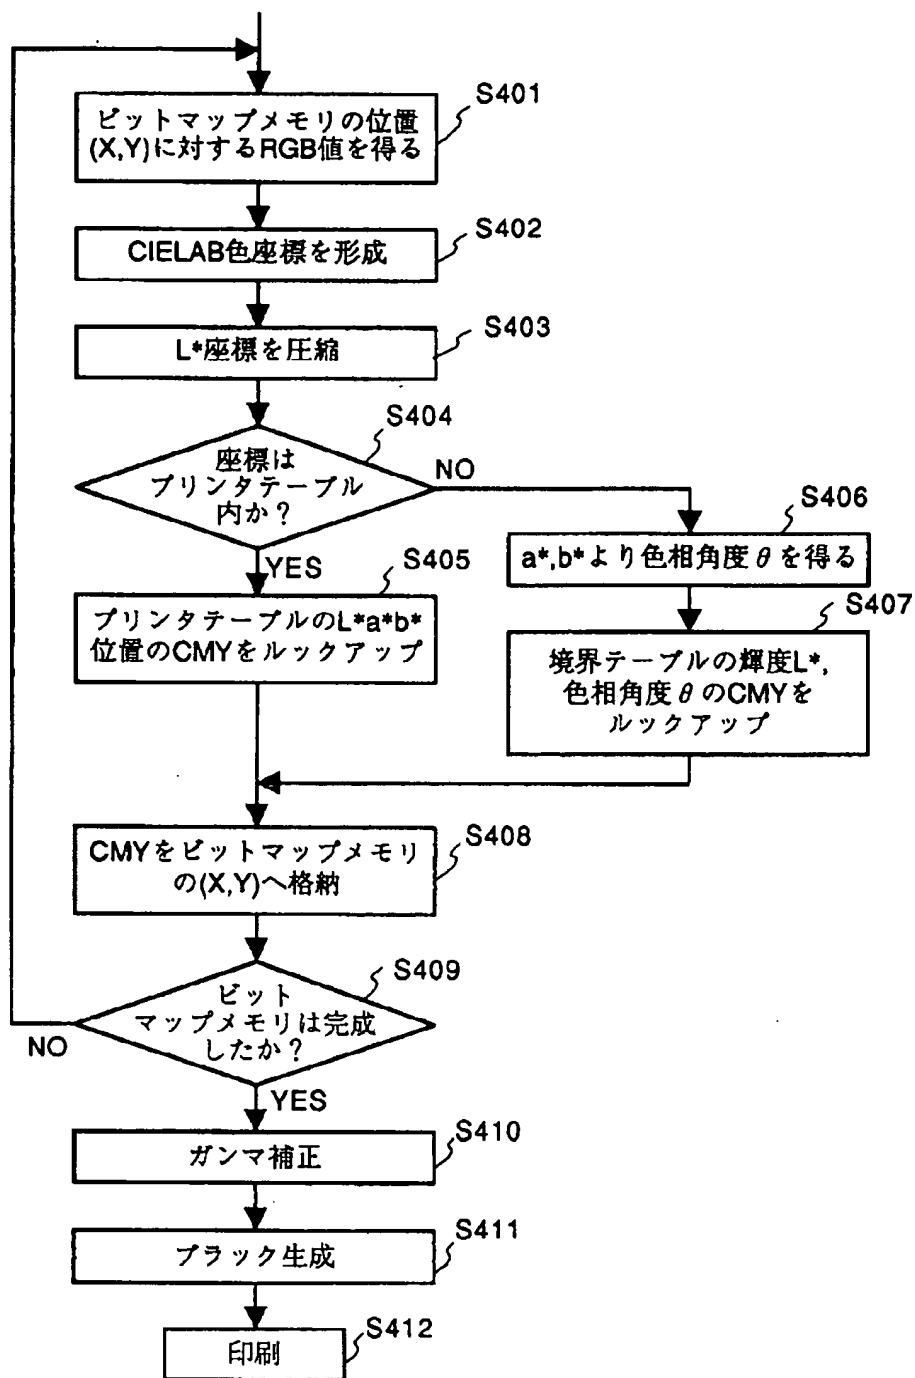 S401
ビットマップメモリの位置
(X,Y)に対するRGB値を得る
S402
CIELAB色座標を形成
S403
L*座標を圧縮
S404
座標は
プリンタテーブル
内か？
NO
YES
S405
プリンタテーブルのL*a*b*
位置のCMYをルックアップ
S406
a*,b*より色相角度θを得る
S407
境界テーブルの輝度L*,
色相角度θのCMYを
ルックアップ
S408
CMYをビットマップメモリ
の(X,Y)へ格納
S409
ビット
マップメモリは完成
したか？
NO
YES
S410
ガンマ補正
S411
ブラック生成
S412
印刷